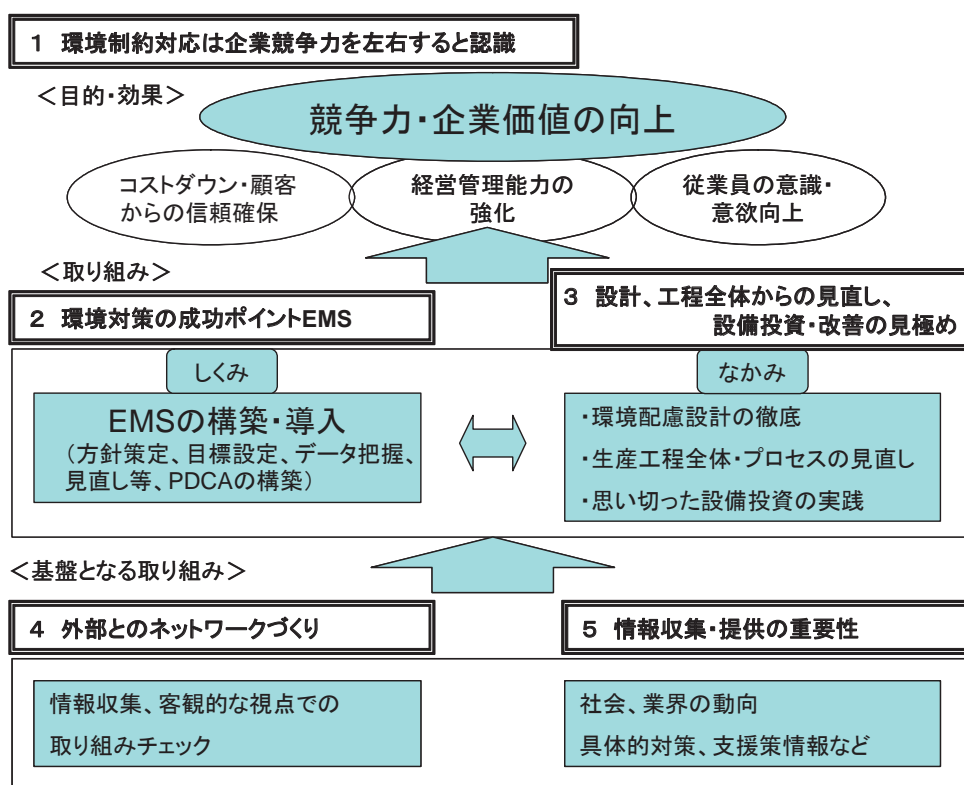 1 環境制約対応は企業競争力を左右すると認識
＜目的・効果＞
競争力・企業価値の向上
コストダウン・顧客
からの信頼確保
経営管理能力の
強化
従業員の意識・
意欲向上
＜取り組み＞
2 環境対策の成功ポイントEMS
3 設計、工程全体からの見直し、
設備投資・改善の見極め
しくみ
EMSの構築・導入
（方針策定、目標設定、データ把握、
見直し等、PDCAの構築）
なかみ
・環境配慮設計の徹底
・生産工程全体・プロセスの見直し
・思い切った設備投資の実践
＜基盤となる取り組み＞
4 外部とのネットワークづくり
5 情報収集・提供の重要性
情報収集、客観的な視点での
取り組みチェック
社会、業界の動向
具体的対策、支援策情報など